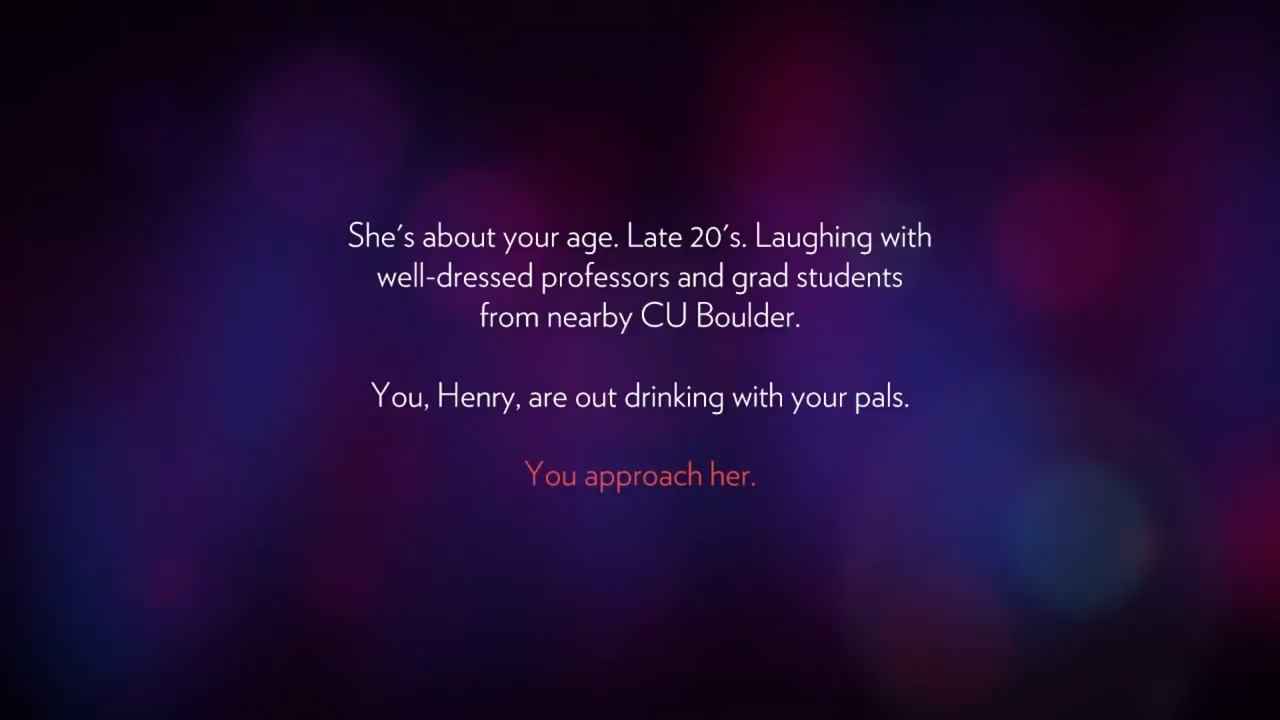 She's about your age. Late 20's. Laughing with
well-dressed professors and grad students
from nearby CU Boulder.
You, Henry, are out drinking with your pals.
You approach her.